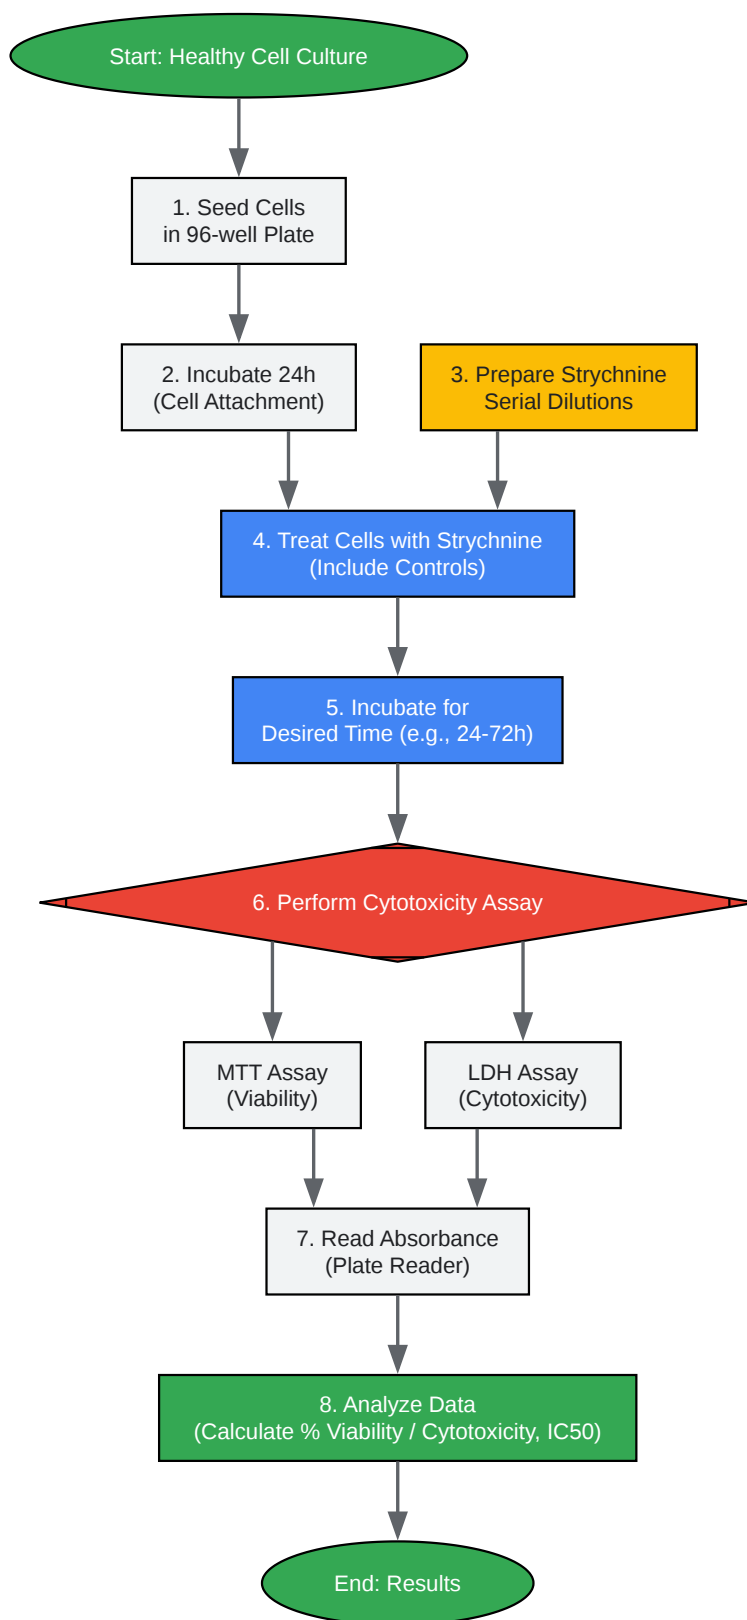 Start: Healthy Cell Culture
1. Seed Cells
in 96-well Plate
2. Incubate 24h
(Cell Attachment)
3. Prepare Strychnine
Serial Dilutions
4. Treat Cells with Strychnine
(Include Controls)
5. Incubate for
Desired Time (e.g., 24-72h)
6. Perform Cytotoxicity Assay
MTT Assay
(Viability)
LDH Assay
(Cytotoxicity)
7. Read Absorbance
(Plate Reader)
8. Analyze Data
(Calculate % Viability / Cytotoxicity, IC50)
End: Results